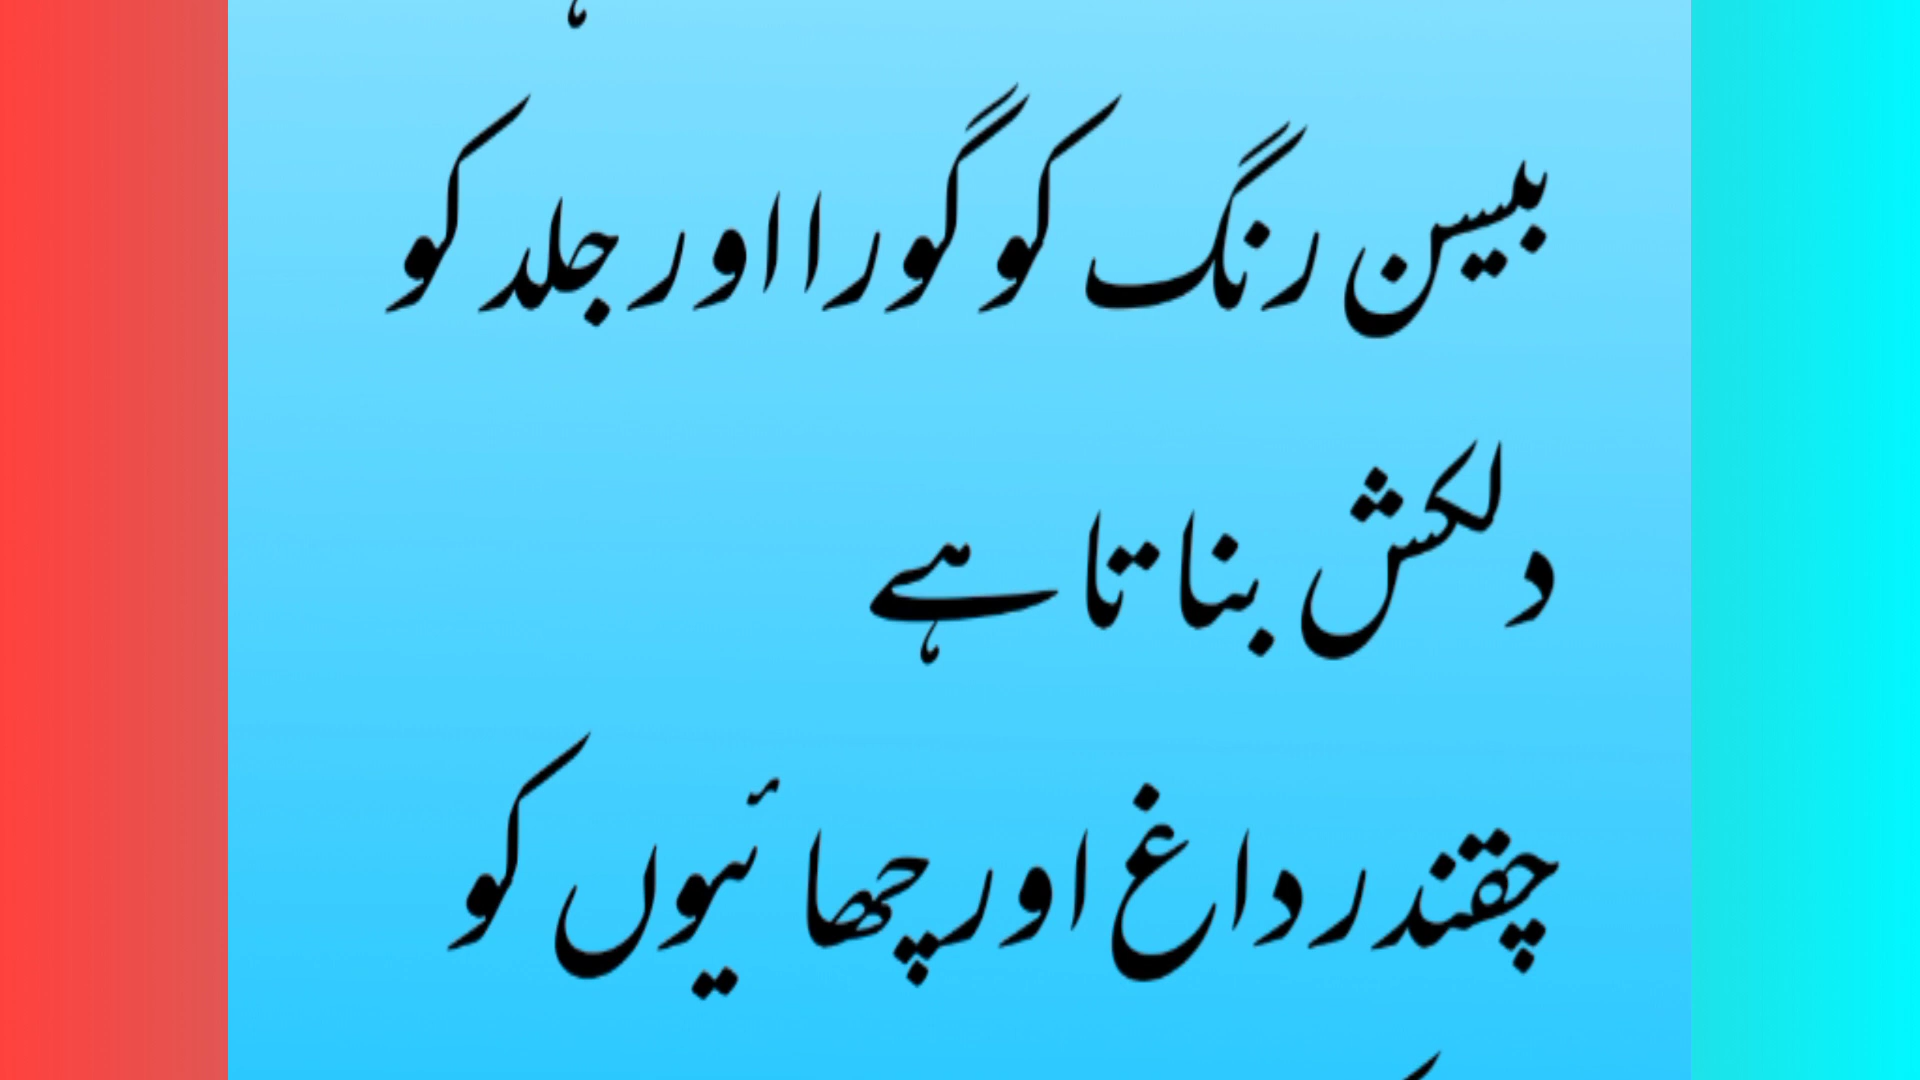 بیسن رنگ کو گورا اور جلد کو
دلکش بناتا ہے
چقندر داغ اور چھائیوں کو